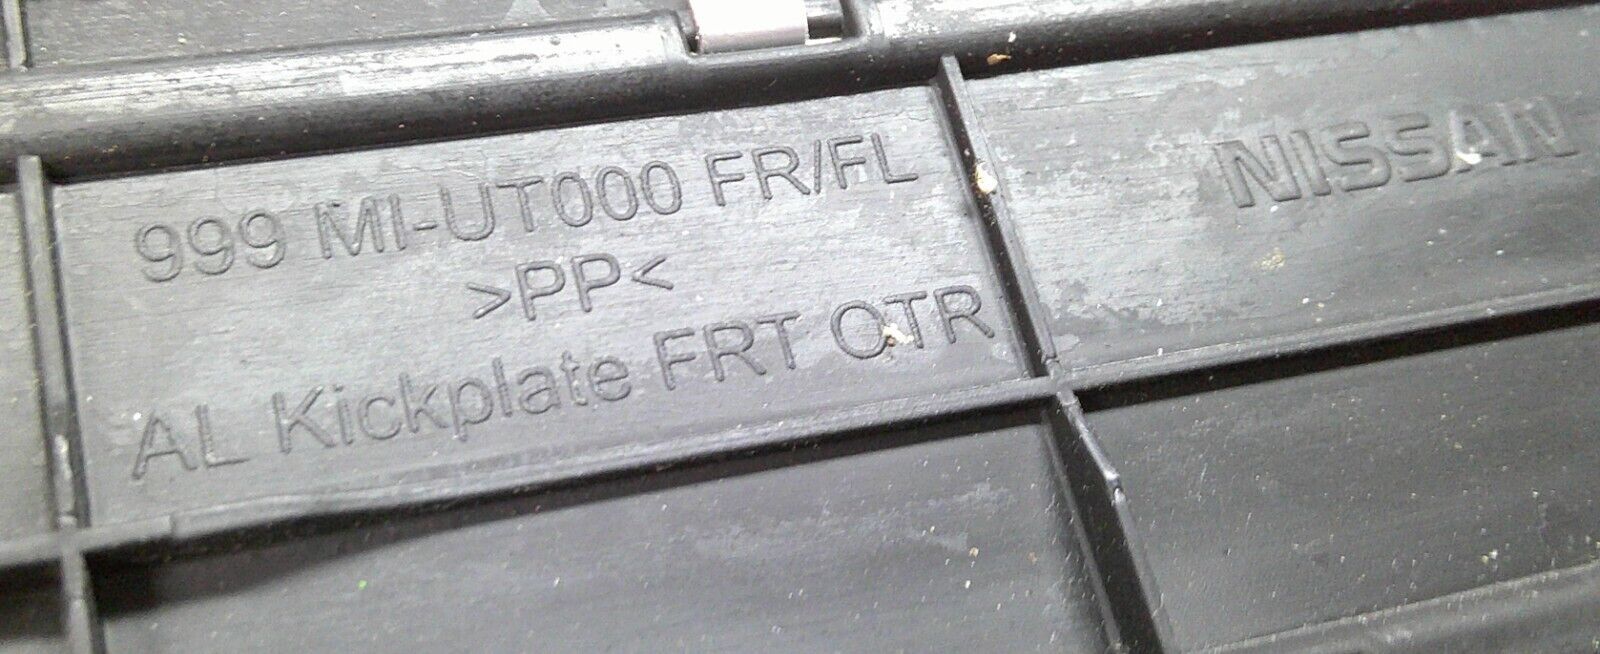 999 MI-UT000 FR/FL
>PP<
AL Kickplate FRT OTR
NISSAN